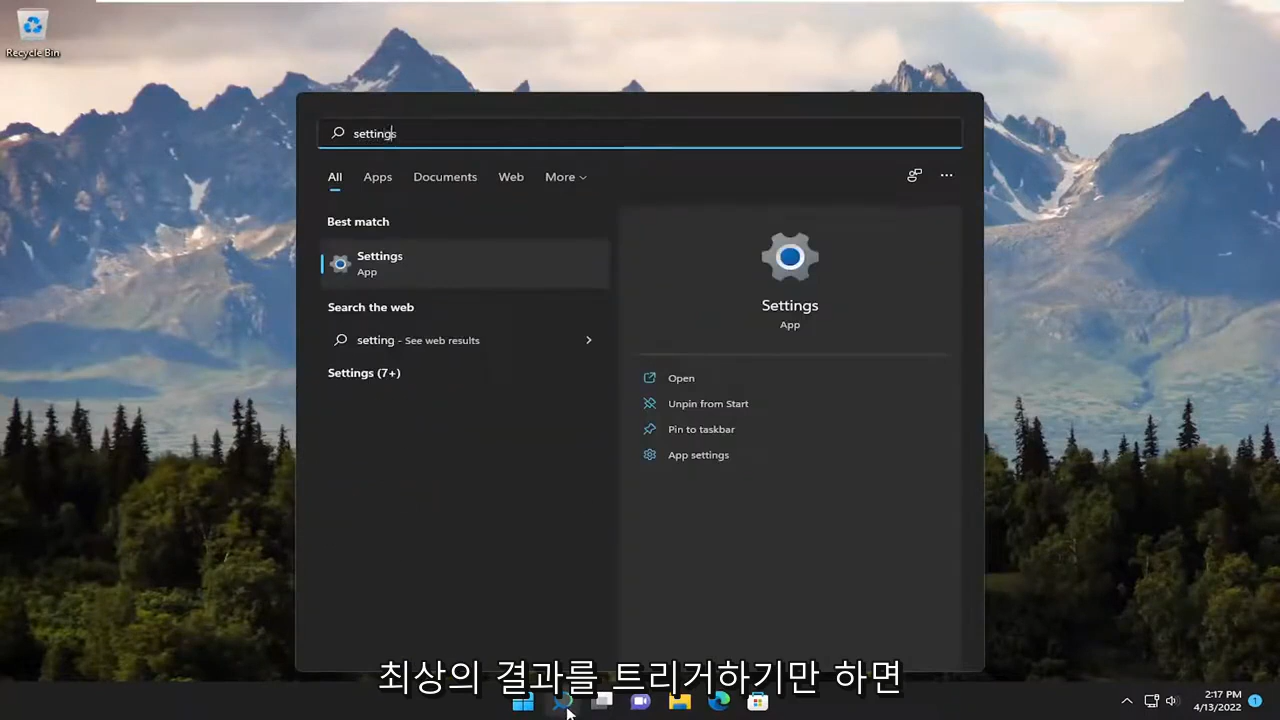 Recycle Bin
settings
All Apps Documents Web More
Best match
Settings
App
Search the web
setting - See web results
Settings (7+)
Settings
App
Open
Unpin from Start
Pin to taskbar
App settings
최상의 결과를 트리거하기만 하면
2:17 PM
4/13/2022
1